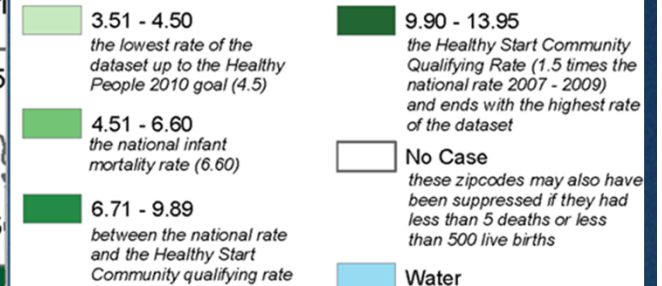 3.51 - 4.50
the lowest rate of the
dataset up to the Healthy
People 2010 goal (4.5)
4.51 - 6.60
the national infant
mortality rate (6.60)
6.71 - 9.89
between the national rate
and the Healthy Start
Community qualifying rate
9.90 - 13.95
the Healthy Start Community
Qualifying Rate (1.5 times the
national rate 2007 - 2009)
and ends with the highest rate
of the dataset
No Case
these zipcodes may also have
been suppressed if they had
less than 5 deaths or less
than 500 live births
Water